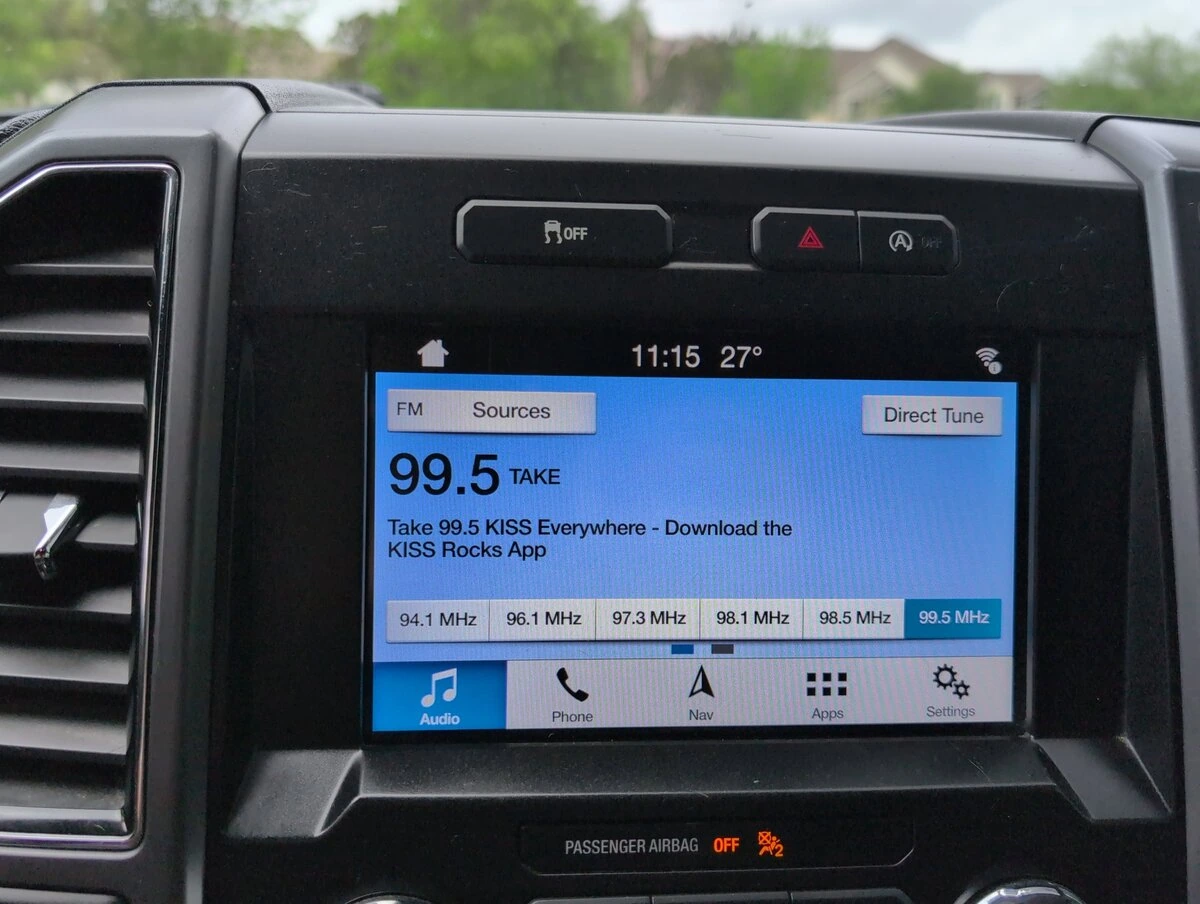 OFF
A OFF
11:15 27°
FM Sources
Direct Tune
99.5 TAKE
Take 99.5 KISS Everywhere - Download the
KISS Rocks App
94.1 MHz 96.1 MHz 97.3 MHz 98.1 MHz 98.5 MHz 99.5 MHz
Audio Phone Nav Apps Settings
PASSENGER AIRBAG OFF 2